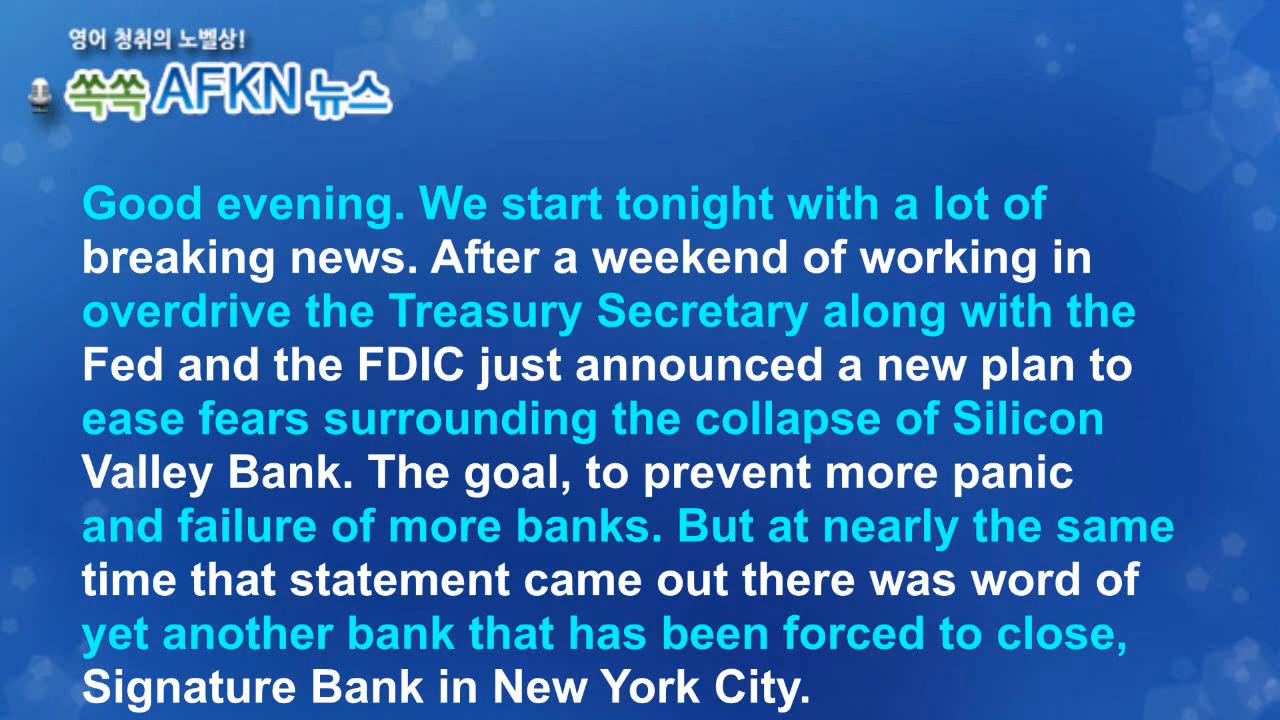 영어 청취의 노벨상!
쏙쏙 AFKN 뉴스
Good evening. We start tonight with a lot of
breaking news. After a weekend of working in
overdrive the Treasury Secretary along with the
Fed and the FDIC just announced a new plan to
ease fears surrounding the collapse of Silicon
Valley Bank. The goal, to prevent more panic
and failure of more banks. But at nearly the same
time that statement came out there was word of
yet another bank that has been forced to close,
Signature Bank in New York City.